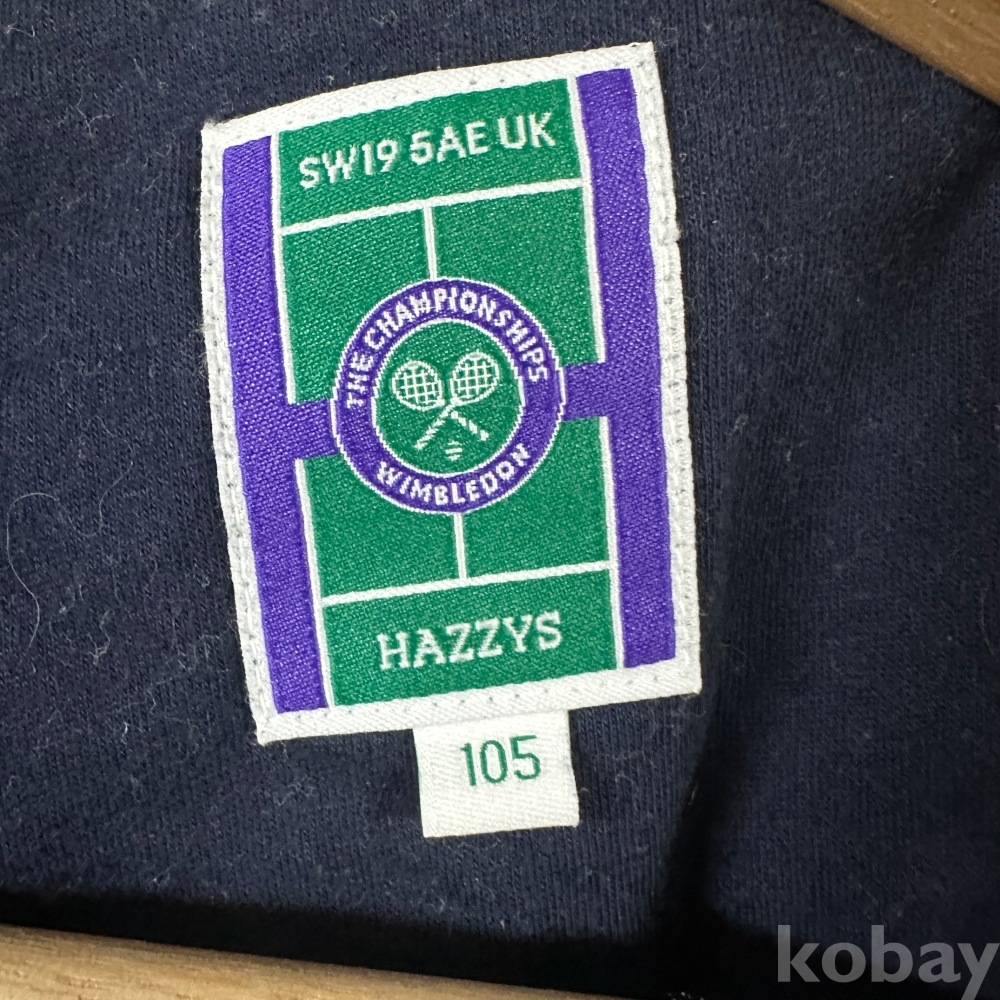 SW19 5AE UK
THE CHAMPIONSHIPS
WIMBLEDON
HAZZYS
105
kobay